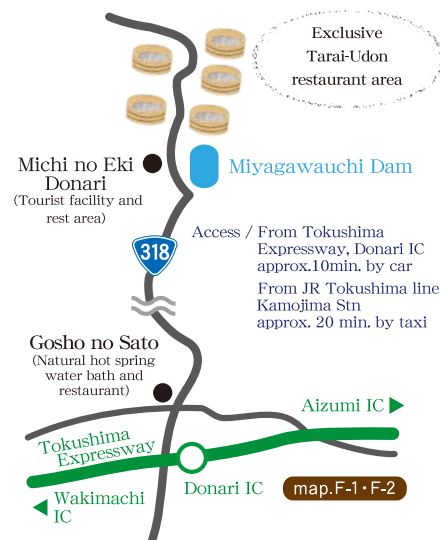 Exclusive
Tarai-Udon
restaurant area
Michi no Eki
Donari
(Tourist facility and
rest area)
Miyagawauchi Dam
Access / From Tokushima
Expressway, Donari IC
approx.10min. by car
From JR Tokushima line
Kamojima Stn
approx. 20 min. by taxi
318
Gosho no Sato
(Natural hot spring
water bath and
restaurant)
Aizumi IC
Tokushima
Expressway
Donari IC
Wakimachi
IC
map.F-1・F-2